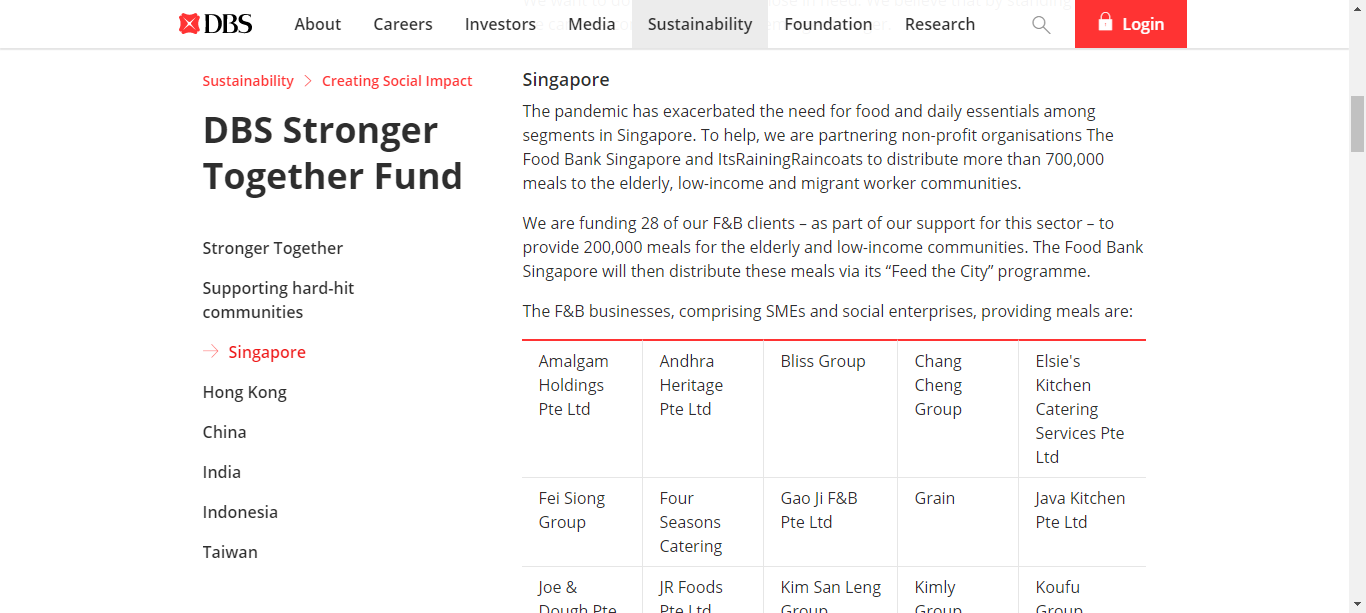 DBS
About
Careers
Investors
Media
Sustainability
Foundation
Research
Login
Sustainability
Creating Social Impact
DBS Stronger
Together Fund
Stronger Together
Supporting hard-hit
communities
Singapore
Hong Kong
China
India
Indonesia
Taiwan
Singapore
The pandemic has exacerbated the need for food and daily essentials among
segments in Singapore. To help, we are partnering non-profit organisations The
Food Bank Singapore and ItsRainingRaincoats to distribute more than 700,000
meals to the elderly, low-income and migrant worker communities.
We are funding 28 of our F&B clients – as part of our support for this sector – to
provide 200,000 meals for the elderly and low-income communities. The Food Bank
Singapore will then distribute these meals via its “Feed the City” programme.
The F&B businesses, comprising SMEs and social enterprises, providing meals are:
Amalgam
Holdings
Pte Ltd
Andhra
Heritage
Pte Ltd
Bliss Group
Chang
Cheng
Group
Elsie's
Kitchen
Catering
Services Pte
Ltd
Fei Siong
Group
Four
Seasons
Catering
Gao Ji F&B
Pte Ltd
Grain
Java Kitchen
Pte Ltd
Joe &
Dough Pte
JR Foods
Pte Ltd
Kim San Leng
Group
Kimly
Group
Koufu
Group